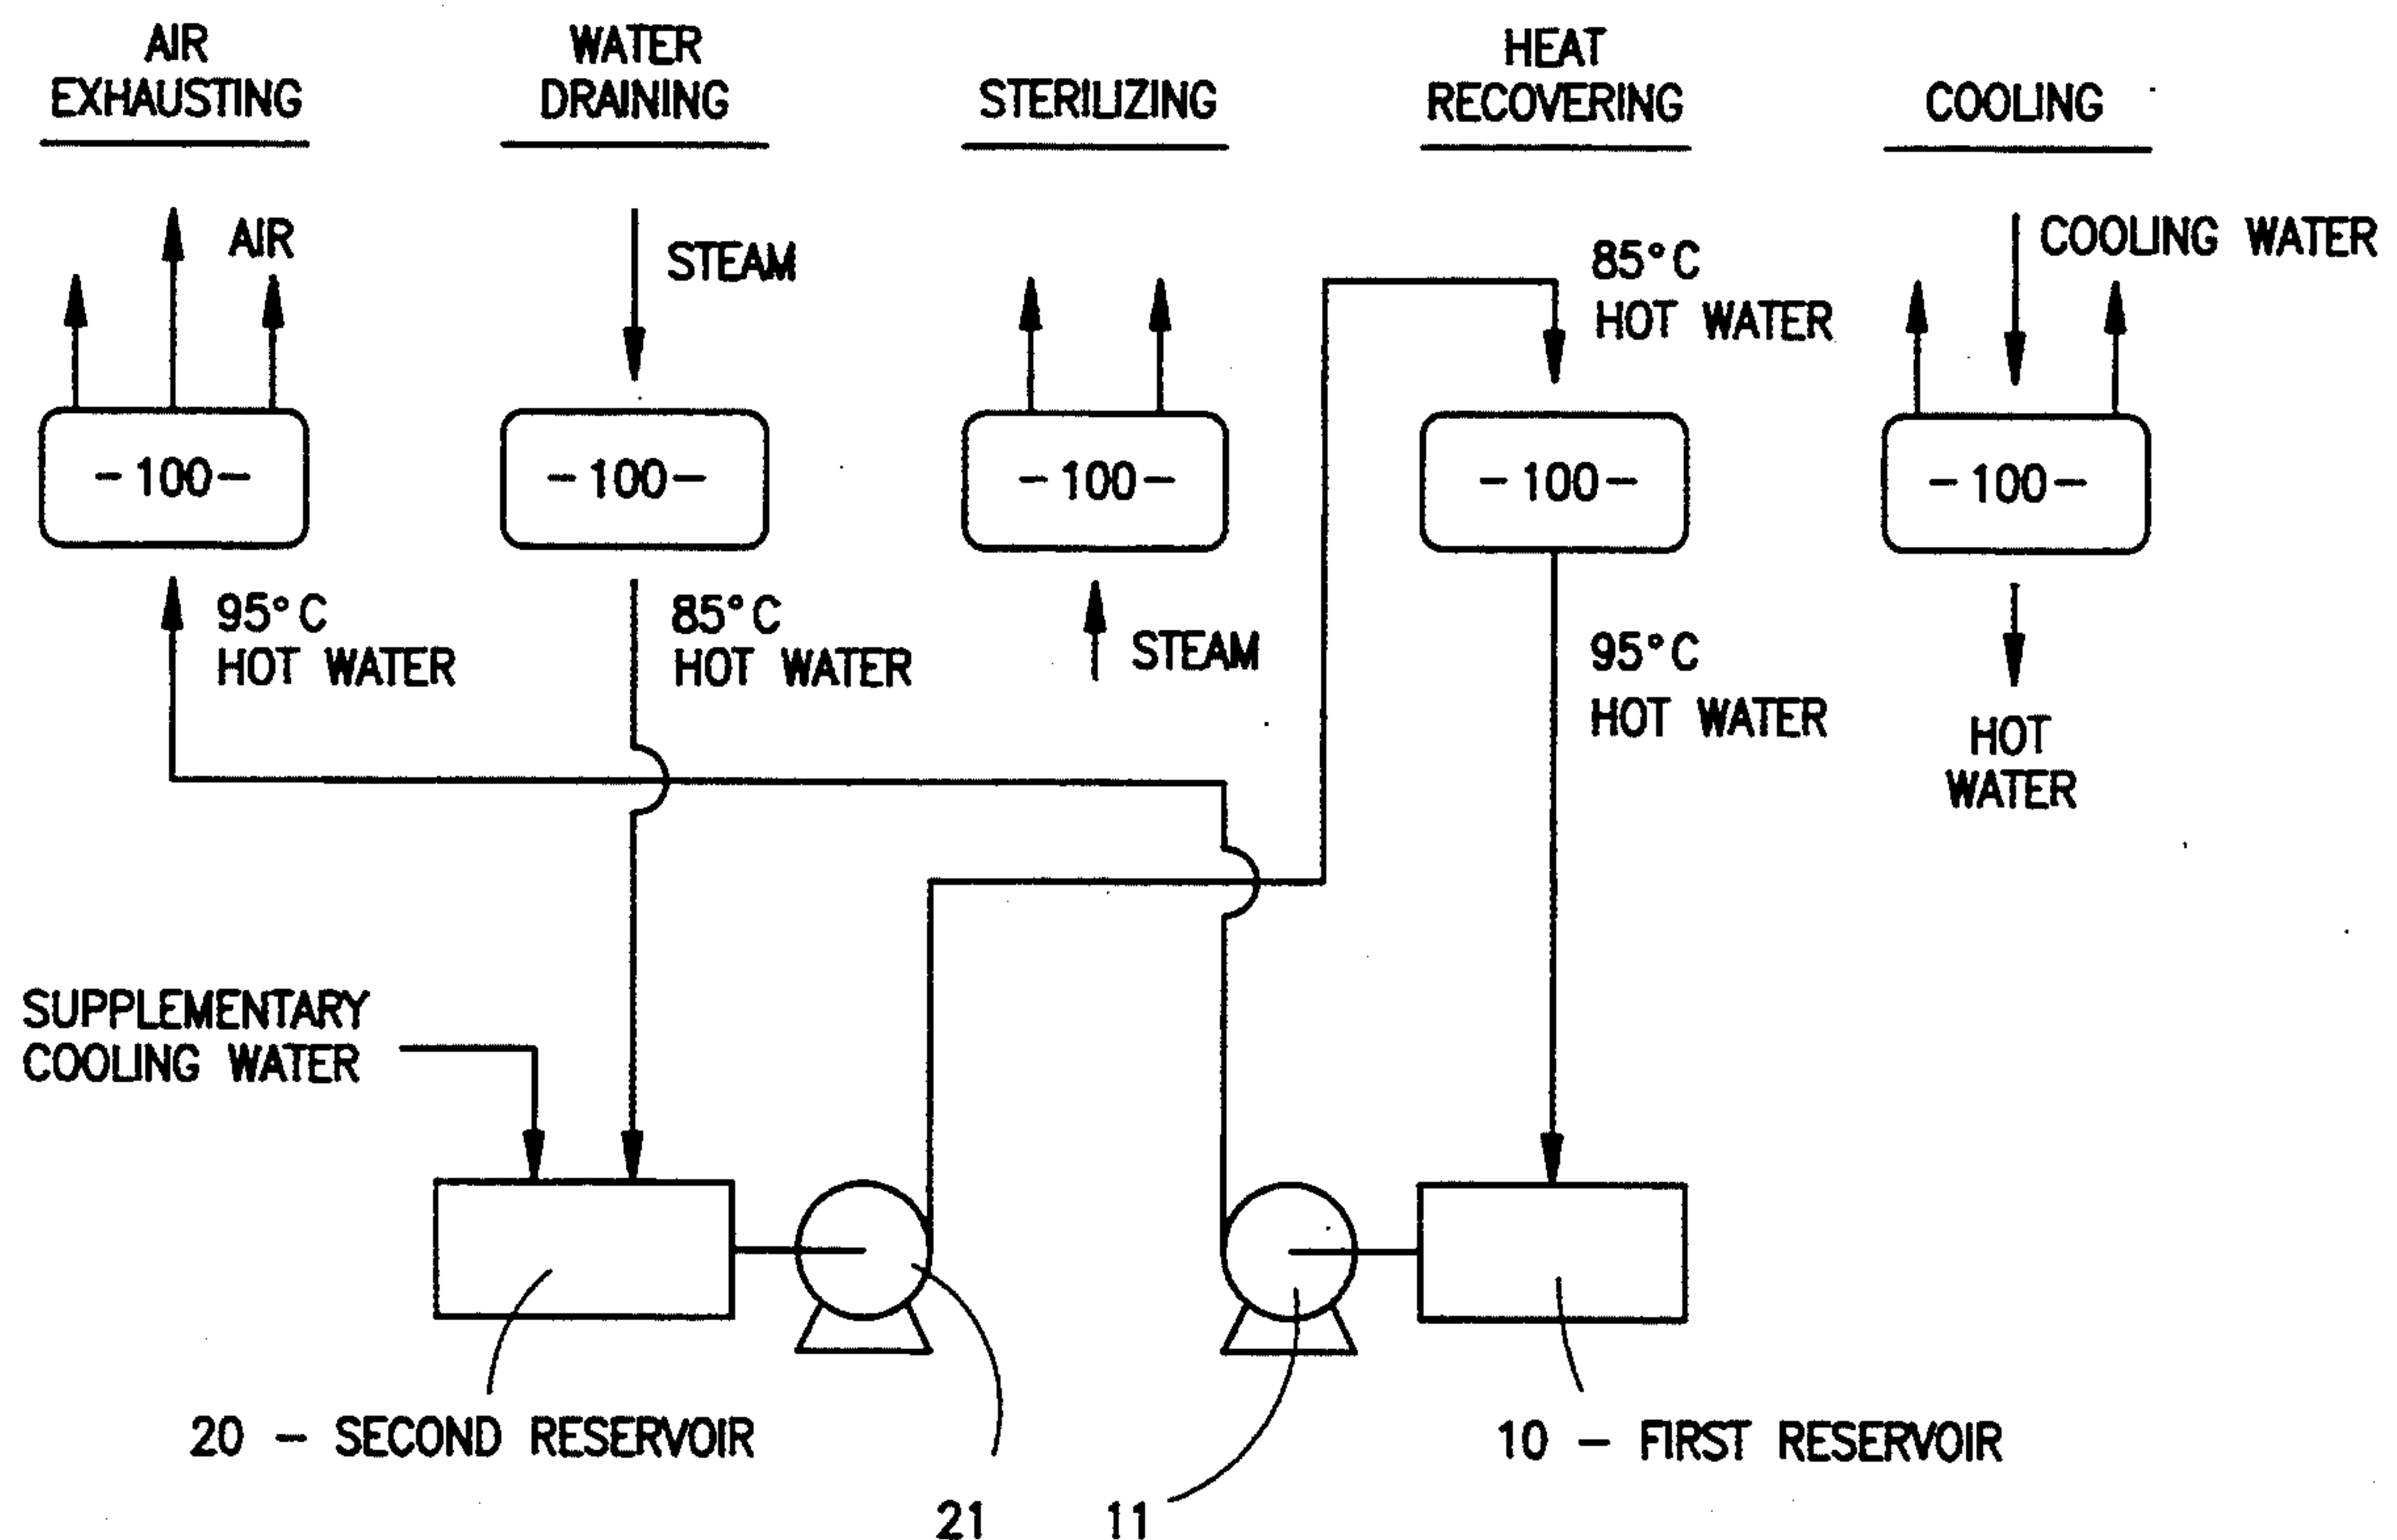 AIR
EXHAUSTING
WATER
DRAINING
STERILIZING
HEAT
RECOVERING
COOLING
AIR
STEAM
85°C
HOT WATER
COOLING WATER
-100-
-100-
-100-
-100-
-100-
95°C
HOT WATER
85°C
HOT WATER
STEAM
95°C
HOT WATER
HOT
WATER
SUPPLEMENTARY
COOLING WATER
20 - SECOND RESERVOIR
10 - FIRST RESERVOIR
21
11